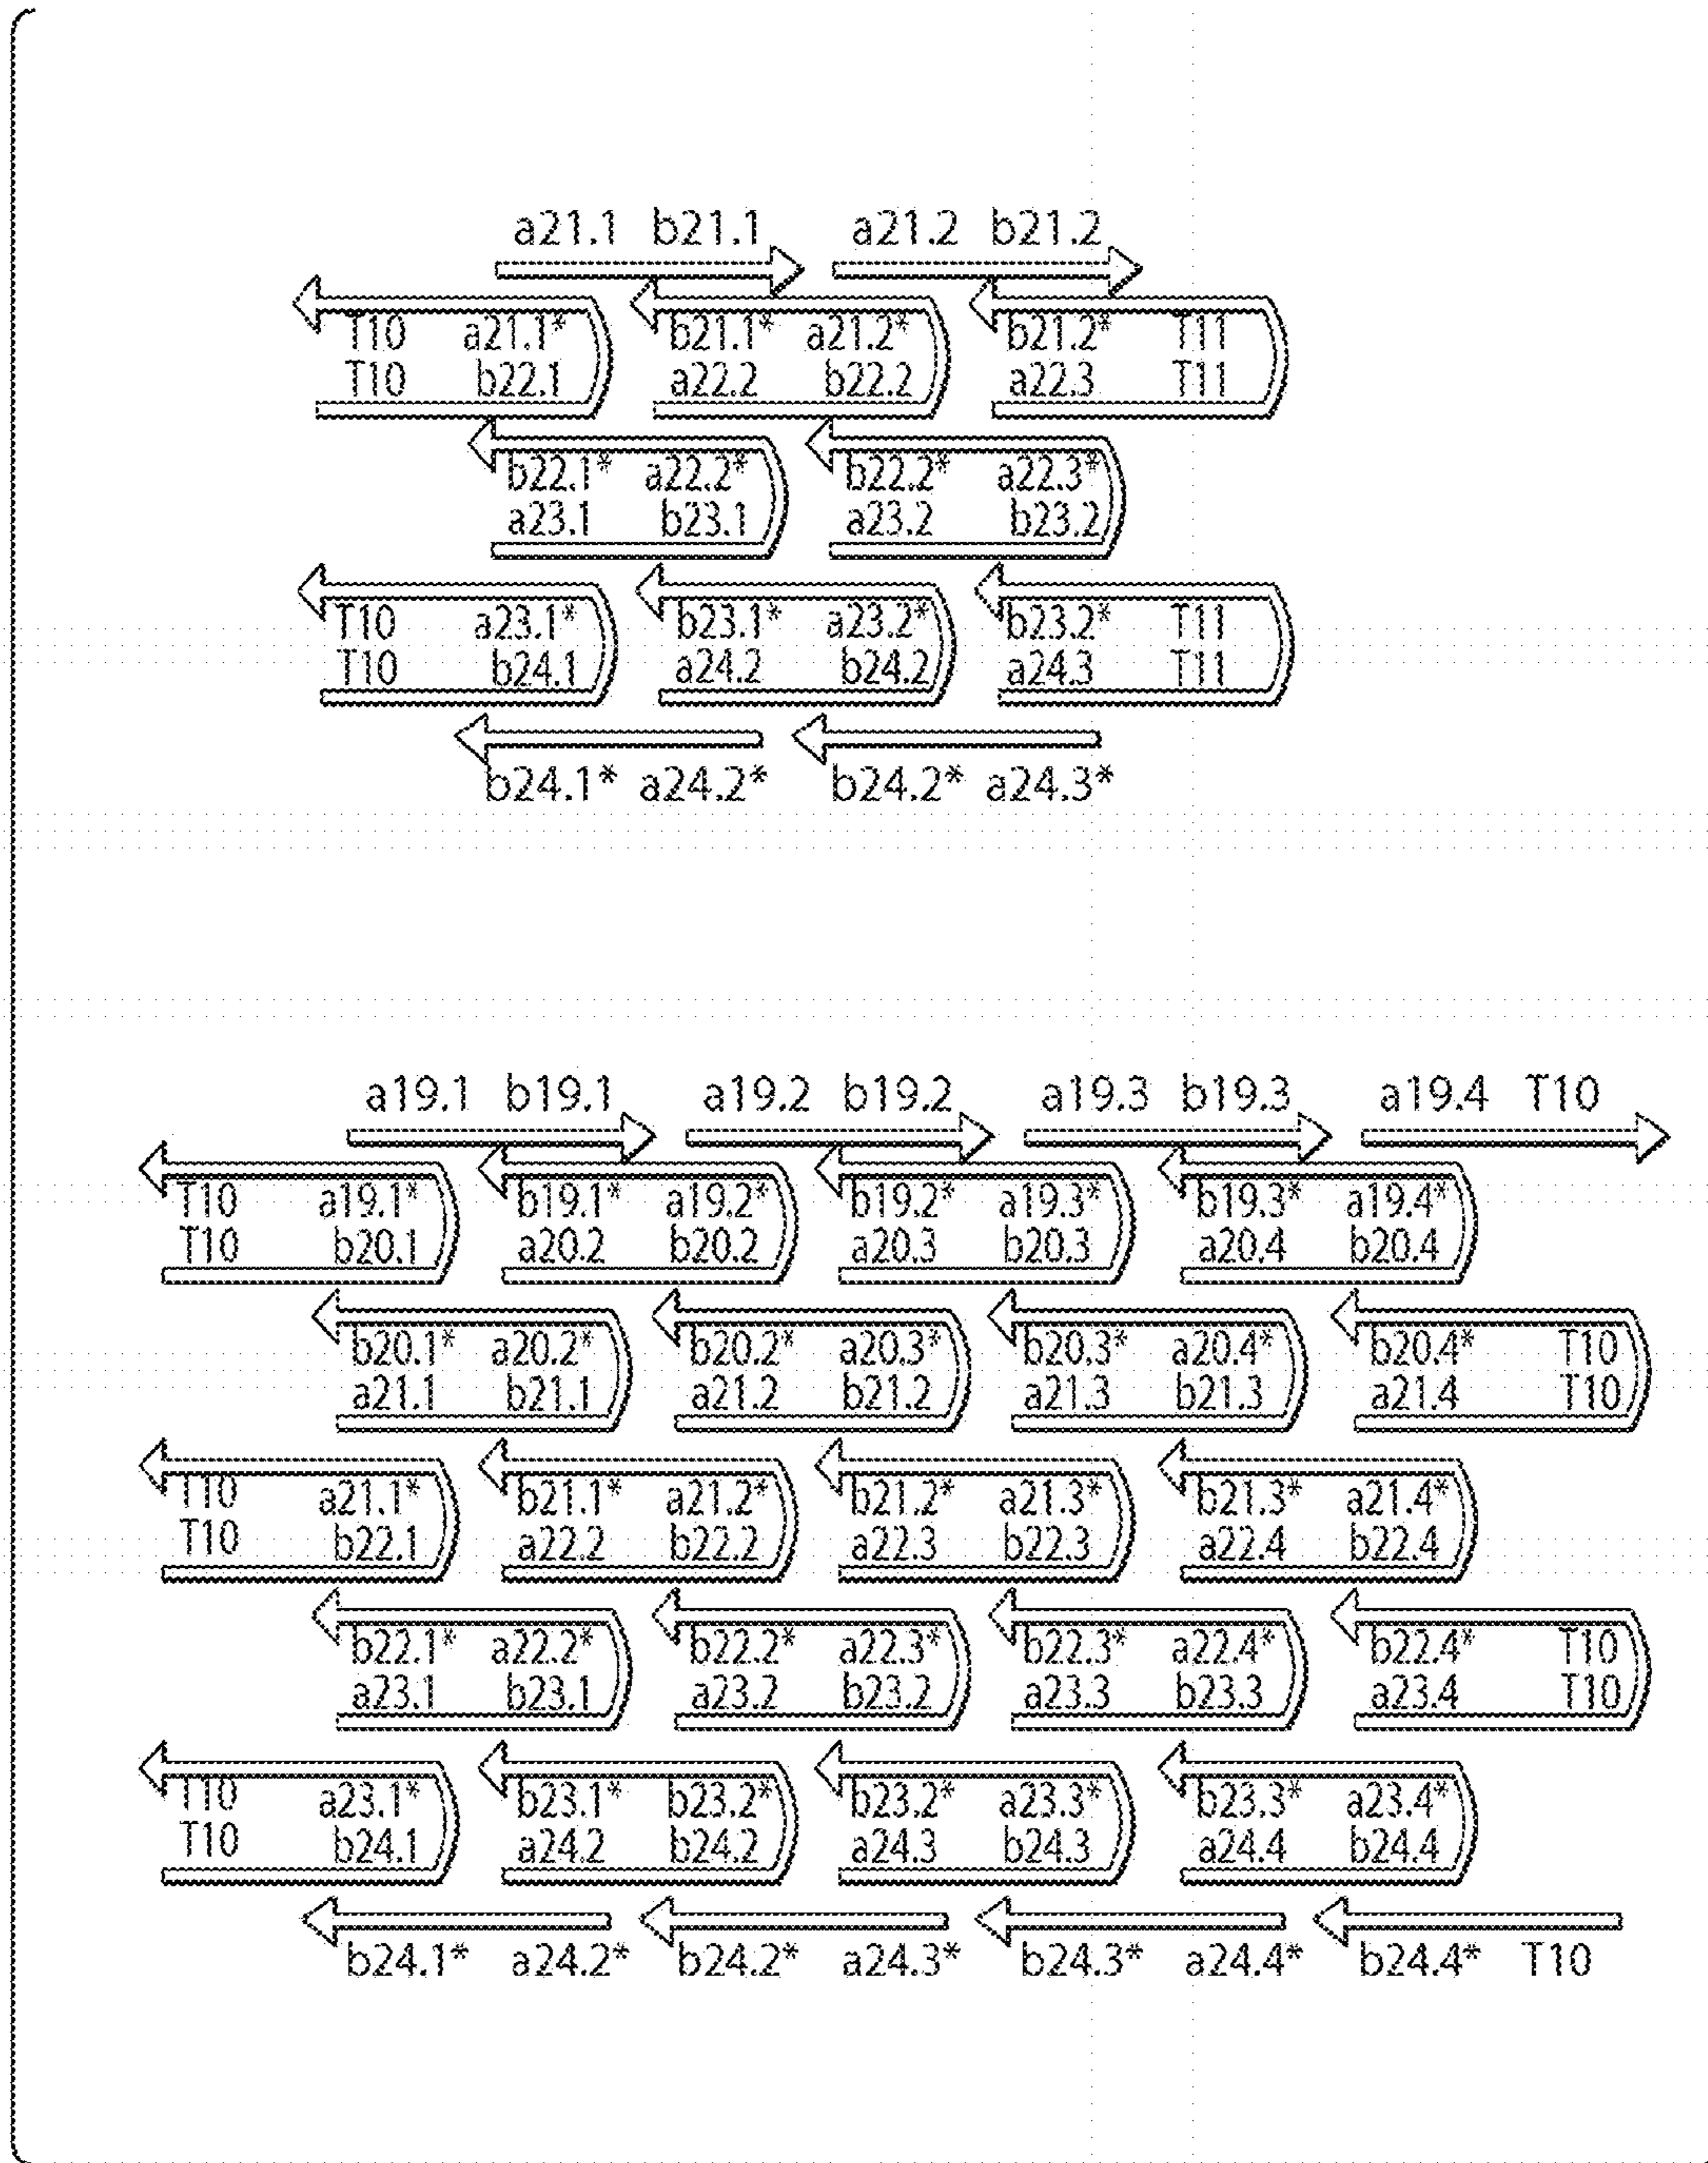 a21.1 b21.1 a21.2 b21.2
T10 a21.1* b21.1* a21.2* b21.2* T11
T10 b22.1 a22.2 b22.2 a22.3 T11
b22.1* a22.2* b22.2* a22.3*
a23.1 b23.1 a23.2 b23.2
T10 a23.1* b23.1* a23.2* b23.2* T11
T10 b24.1 a24.2 b24.2 a24.3 T11
b24.1* a24.2* b24.2* a24.3*
a19.1 b19.1 a19.2 b19.2 a19.3 b19.3 a19.4 T10
T10 a19.1* b19.1* a19.2* b19.2* a19.3* b19.3* a19.4*
T10 b20.1 a20.2 b20.2 a20.3 b20.3 a20.4 b20.4
b20.1* a20.2* b20.2* a20.3* b20.3* a20.4* b20.4* T10
a21.1 b21.1 a21.2 b21.2 a21.3 b21.3 a21.4 T10
T10 a21.1* b21.1* a21.2* b21.2* a21.3* b21.3* a21.4*
T10 b22.1 a22.2 b22.2 a22.3 b22.3 a22.4 b22.4
b22.1* a22.2* b22.2* a22.3* b22.3* a22.4* b22.4* T10
a23.1 b23.1 a23.2 b23.2 a23.3 b23.3 a23.4 T10
T10 a23.1* b23.1* b23.2* b23.2* a23.3* b23.3* a23.4*
T10 b24.1 a24.2 b24.2 a24.3 b24.3 a24.4 b24.4
b24.1* a24.2* b24.2* a24.3* b24.3* a24.4* b24.4* T10